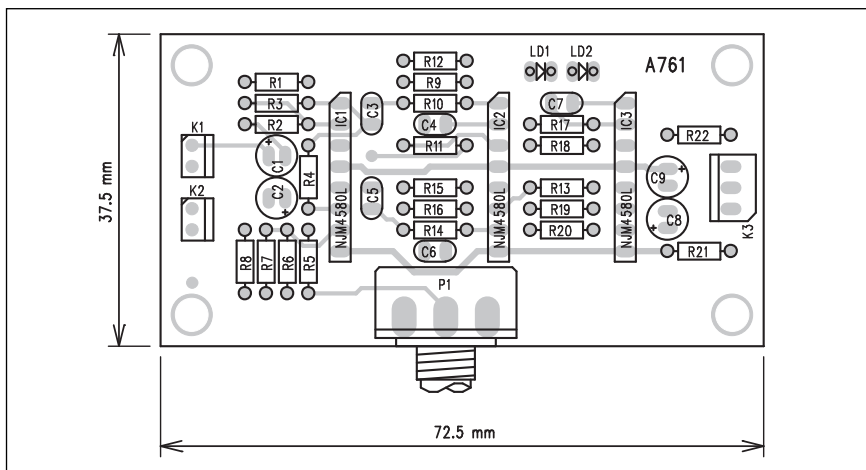 LD1 LD2
A761
R12
R9
R10
R1
R3
R2
K1
IC1
C3
C4
R11
IC2
C7
R17
R18
IC3
R22
C1
R4
C2
K2
C5
R15
R16
R14
C6
R13
R19
R20
NJM4580L
NJM4580L
NJM4580L
C9
C8
K3
R21
R8
R7
R6
R5
P1
37.5 mm
72.5 mm